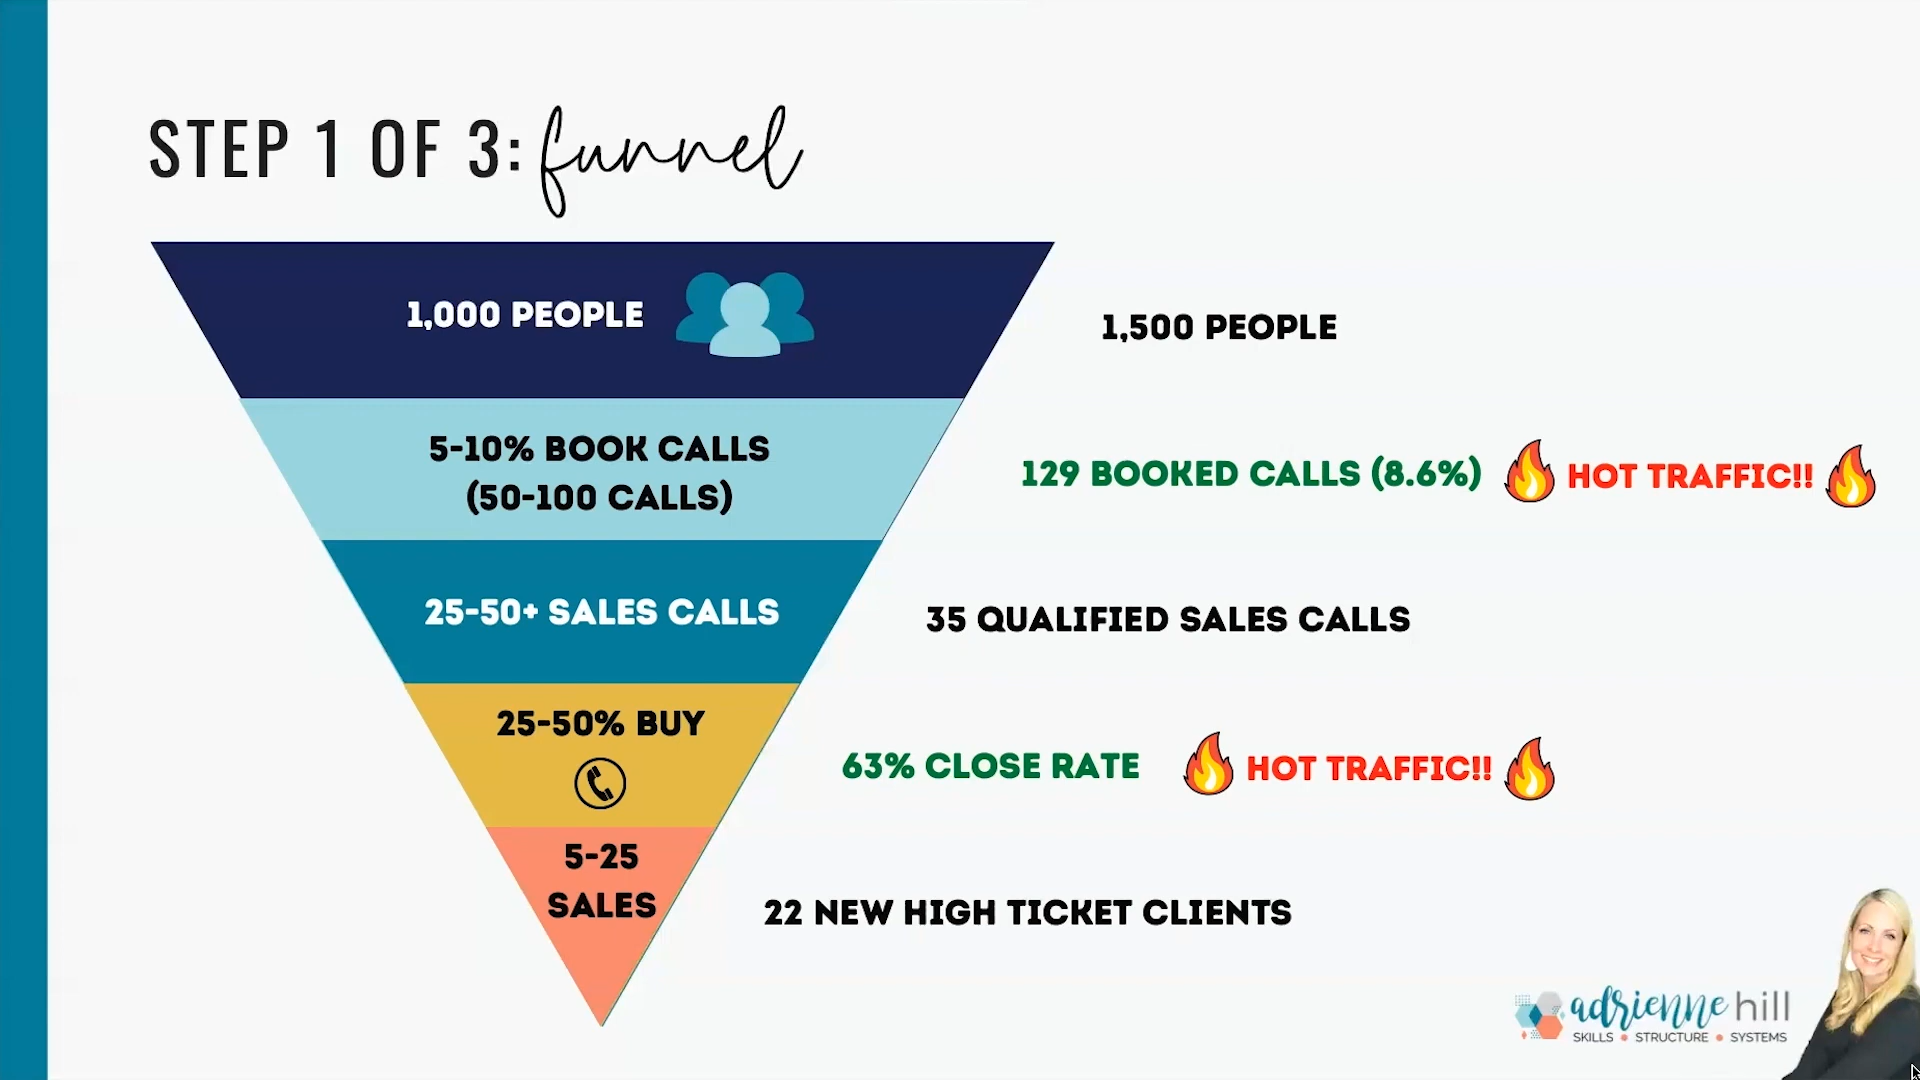 STEP 1 OF 3: funnel
1,000 PEOPLE
1,500 PEOPLE
5-10% BOOK CALLS
(50-100 CALLS)
129 BOOKED CALLS (8.6%)
HOT TRAFFIC!!
25-50+ SALES CALLS
35 QUALIFIED SALES CALLS
25-50% BUY
63% CLOSE RATE
HOT TRAFFIC!!
5-25
SALES
22 NEW HIGH TICKET CLIENTS
adrienne hill
SKILLS • STRUCTURE • SYSTEMS